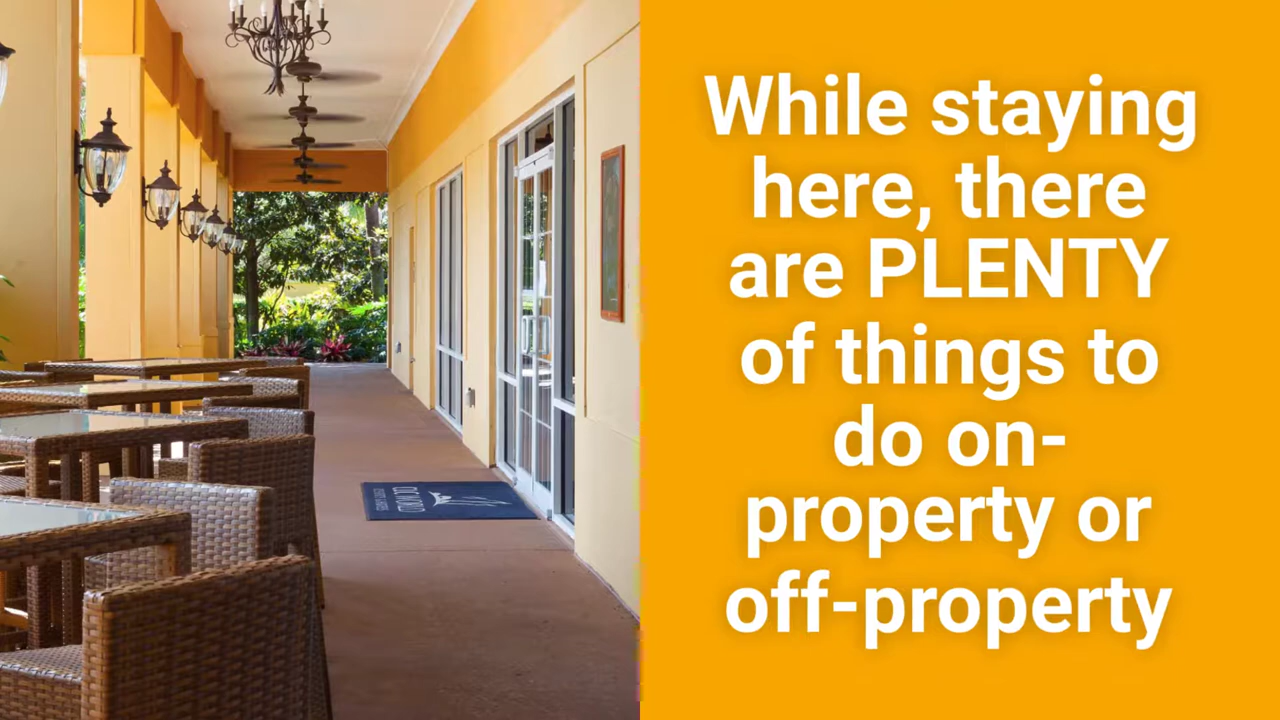 While staying
here, there
are PLENTY
of things to
do on-
property or
off-property